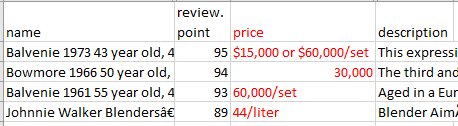 review.
name point price description
Balvenie 1973 43 year old, 4 95 $15,000 or $60,000/set This expressi
Bowmore 1966 50 year old, 94 30,000 The third and
Balvenie 1961 55 year old, 4 93 60,000/set Aged in a Eur
Johnnie Walker Blendersâ€ 89 44/liter Blender AimÃ